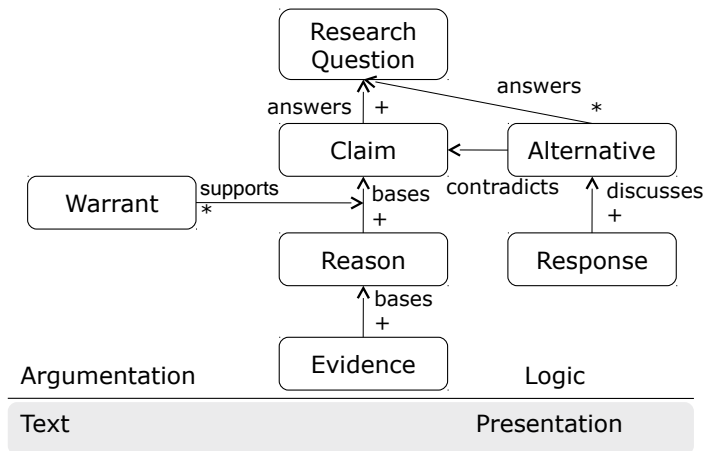 Research
Question
answers
answers
+
*
Claim
Alternative
contradicts
Warrant
supports
*
bases
+
discusses
+
Reason
Response
bases
+
Evidence
Argumentation
Logic
Text
Presentation